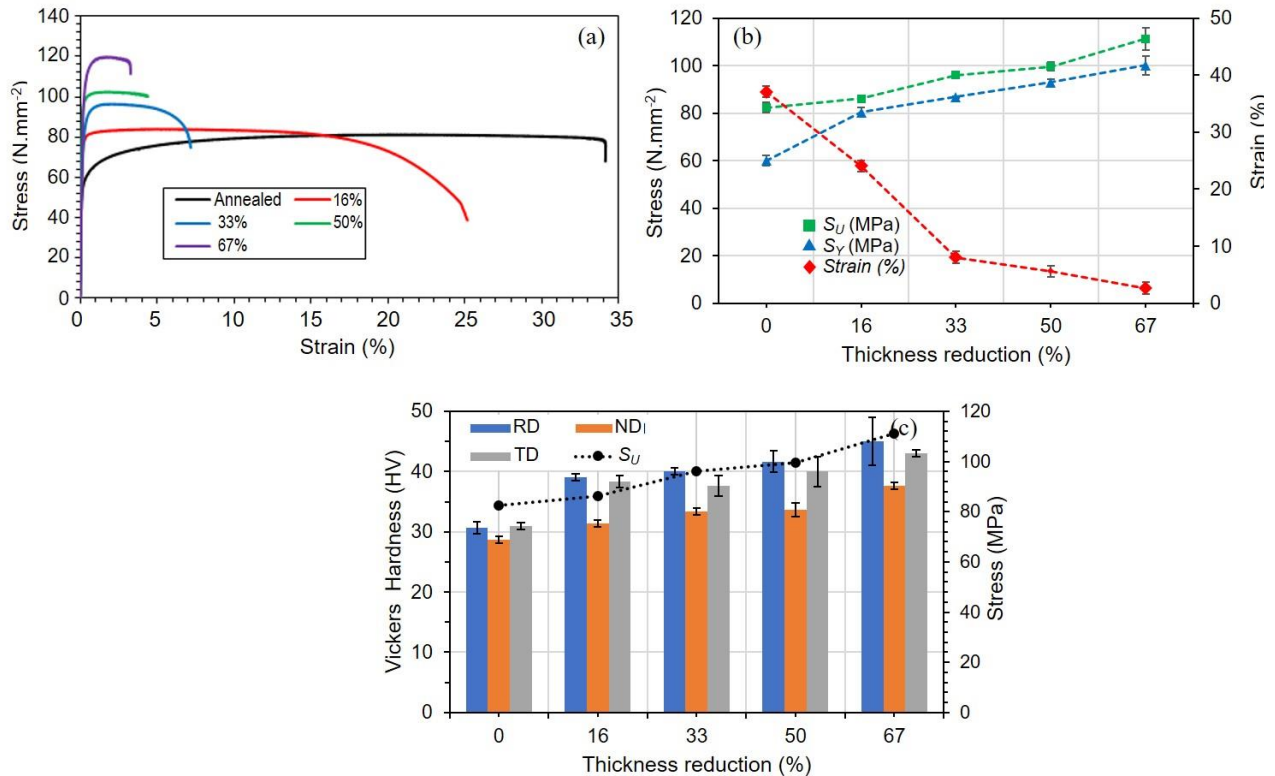 (a)
Stress (N.mm-2)
140
120
100
80
60
40
20
0
Annealed 16%
33% 50%
67%
0 5 10 15 20 25 30 35
Strain (%)
(b)
Stress (N.mm-2)
120
100
80
60
40
20
0
SU (MPa)
SY (MPa)
Strain (%)
50
40
30
20
10
0
Strain (%)
0 16 33 50 67
Thickness reduction (%)
(c)
Vickers Hardness (HV)
50
40
30
20
10
0
RD ND
TD SU
120
100
80
60
40
20
0
Stress (MPa)
0 16 33 50 67
Thickness reduction (%)